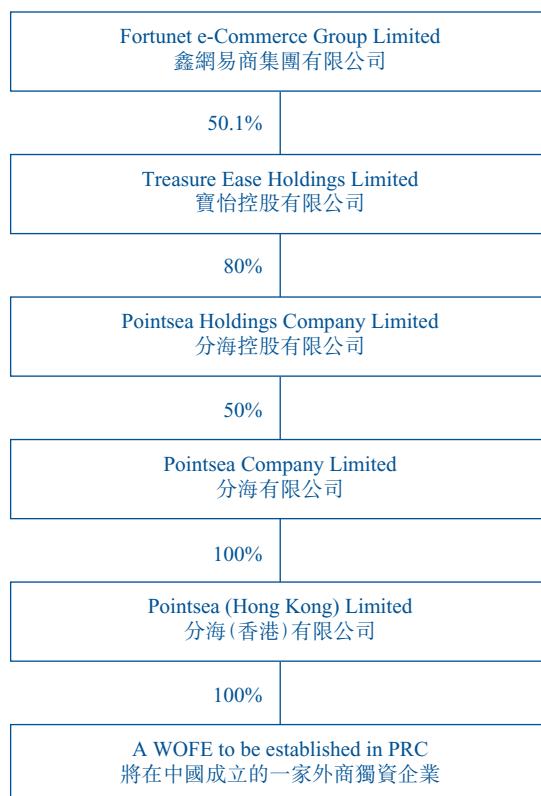 Fortunet e-Commerce Group Limited
鑫網易商集團有限公司
50.1%
Treasure Ease Holdings Limited
寶怡控股有限公司
80%
Pointsea Holdings Company Limited
分海控股有限公司
50%
Pointsea Company Limited
分海有限公司
100%
Pointsea (Hong Kong) Limited
分海(香港)有限公司
100%
A WOFE to be established in PRC
將在中國成立的一家外商獨資企業